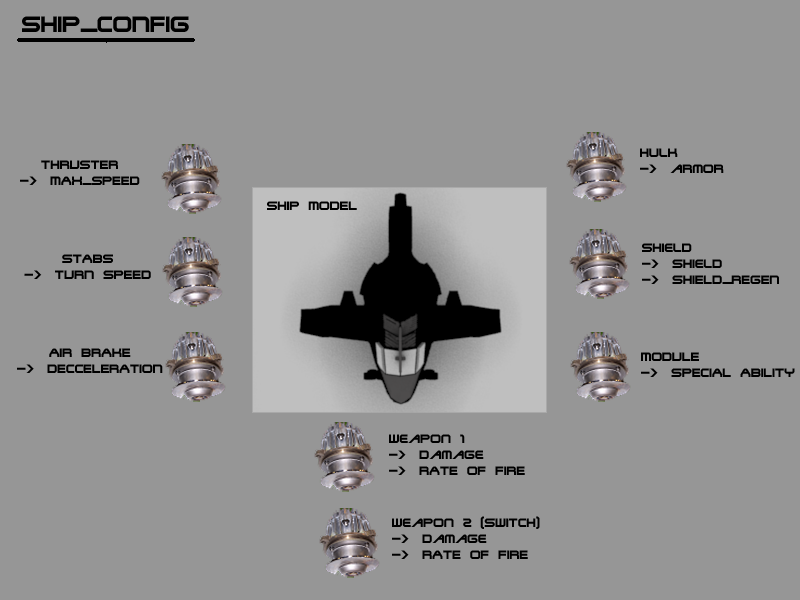 SHIP_CONFIG
THRUSTER
-> MAX_SPEED
STABS
-> TURN SPEED
AIR BRAKE
-> DECCELERATION
SHIP MODEL
HULK
-> ARMOR
SHIELD
-> SHIELD
-> SHIELD_REGEN
MODULE
-> SPECIAL ABILITY
WEAPON 1
-> DAMAGE
-> RATE OF FIRE
WEAPON 2 (SWITCH)
-> DAMAGE
-> RATE OF FIRE